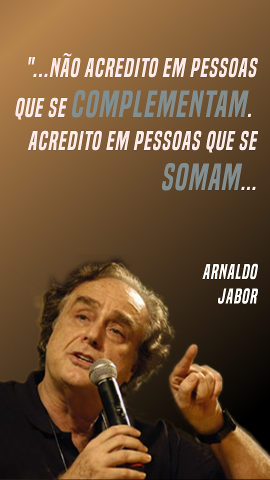 "...NÃO ACREDITO EM PESSOAS
QUE SE COMPLEMENTAM.
ACREDITO EM PESSOAS QUE SE
SOMAM...
ARNALDO
JABOR